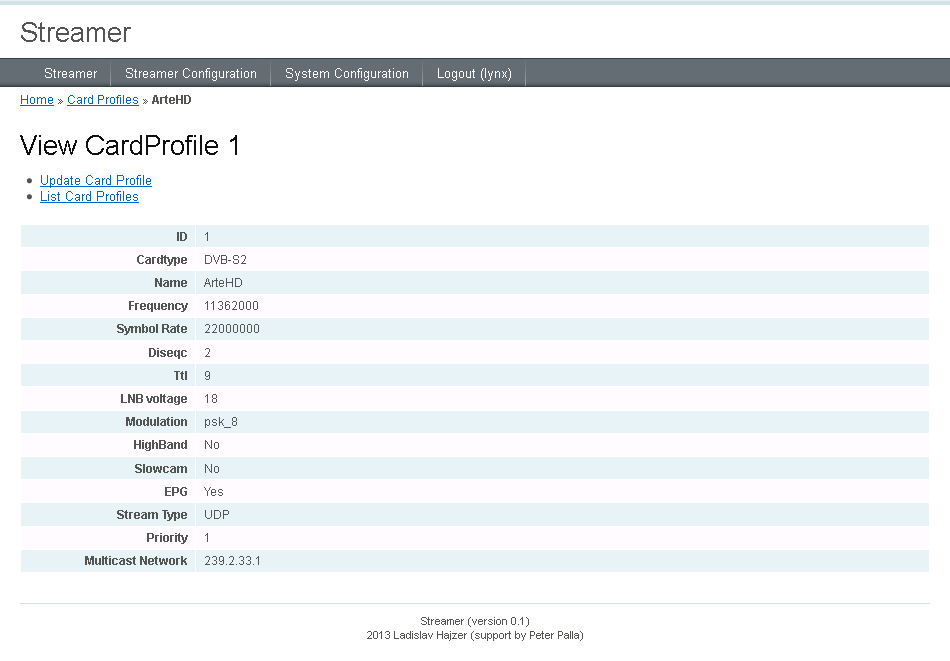 Streamer
Streamer Streamer Configuration System Configuration Logout (lynx)
Home » Card Profiles » ArteHD
View CardProfile 1
• Update Card Profile
• List Card Profiles
ID 1
Cardtype DVB-S2
Name ArteHD
Frequency 11362000
Symbol Rate 22000000
Diseqc 2
Ttl 9
LNB voltage 18
Modulation psk_8
HighBand No
Slowcam No
EPG Yes
Stream Type UDP
Priority 1
Multicast Network 239.2.33.1
Streamer (version 0.1)
2013 Ladislav Hajzer (support by Peter Palla)